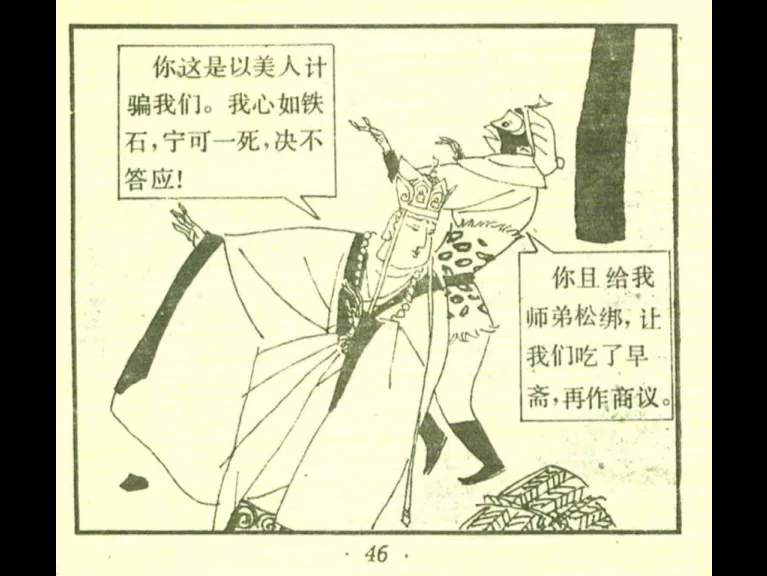 你这是以美人计
骗我们。我心如铁
石，宁可一死，决不
答应！
你且给我
师弟松绑，让
我们吃了早
斋，再作商议。
· 46 ·